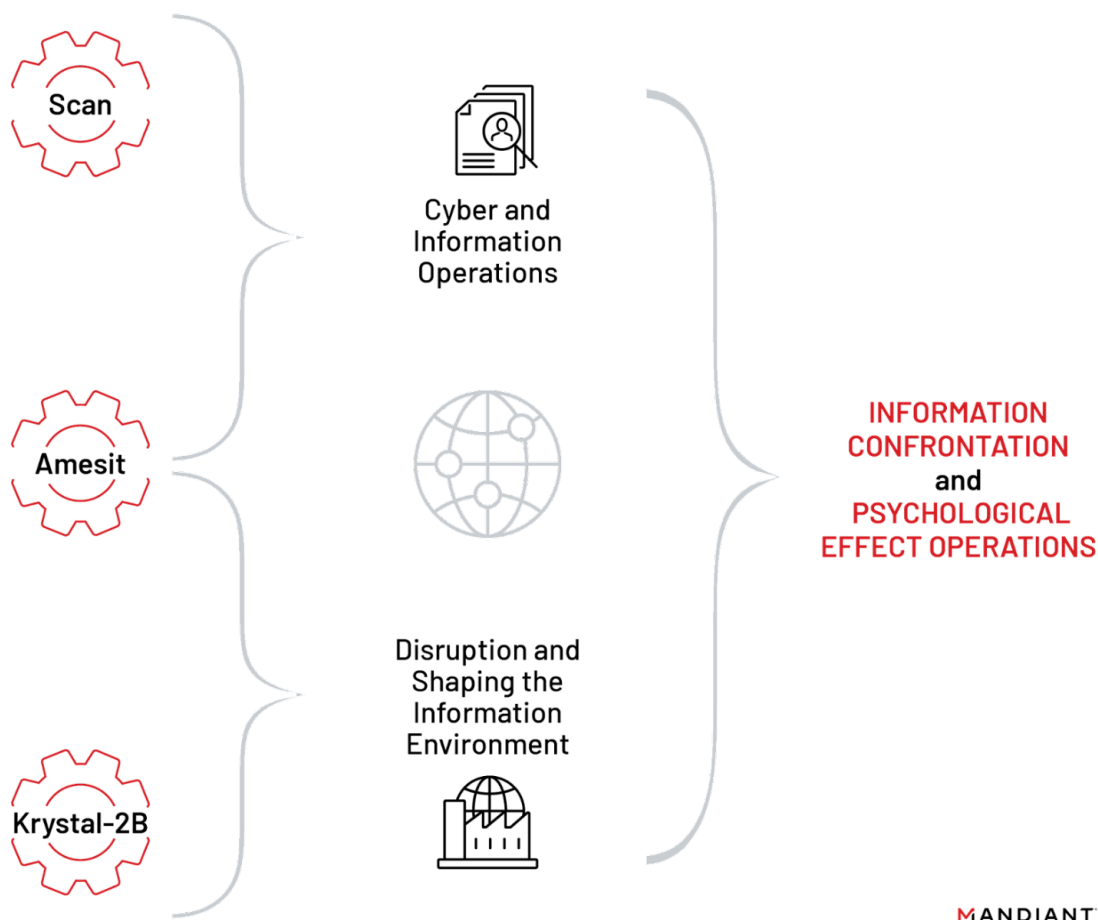 Scan
Cyber and
Information
Operations
Amesit
INFORMATION
CONFRONTATION
and
PSYCHOLOGICAL
EFFECT OPERATIONS
Disruption and
Shaping the
Information
Environment
Krystal-2B
MANDIANT